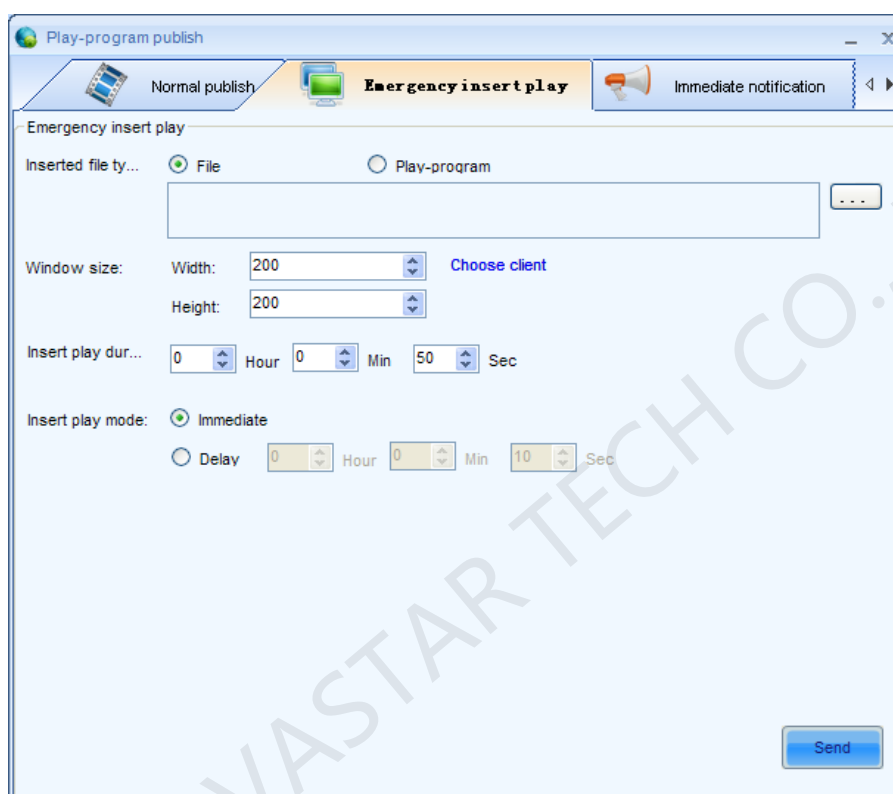 Play-program publish
Normal publish Emergency insert play Immediate notification
Emergency insert play
Inserted file ty... File Play-program
...
Window size: Width: 200 Choose client
Height: 200
Insert play dur... 0 Hour 0 Min 50 Sec
Insert play mode: Immediate
Delay 0 Hour 0 Min 10 Sec
Send
VASTAR TECH CO.,